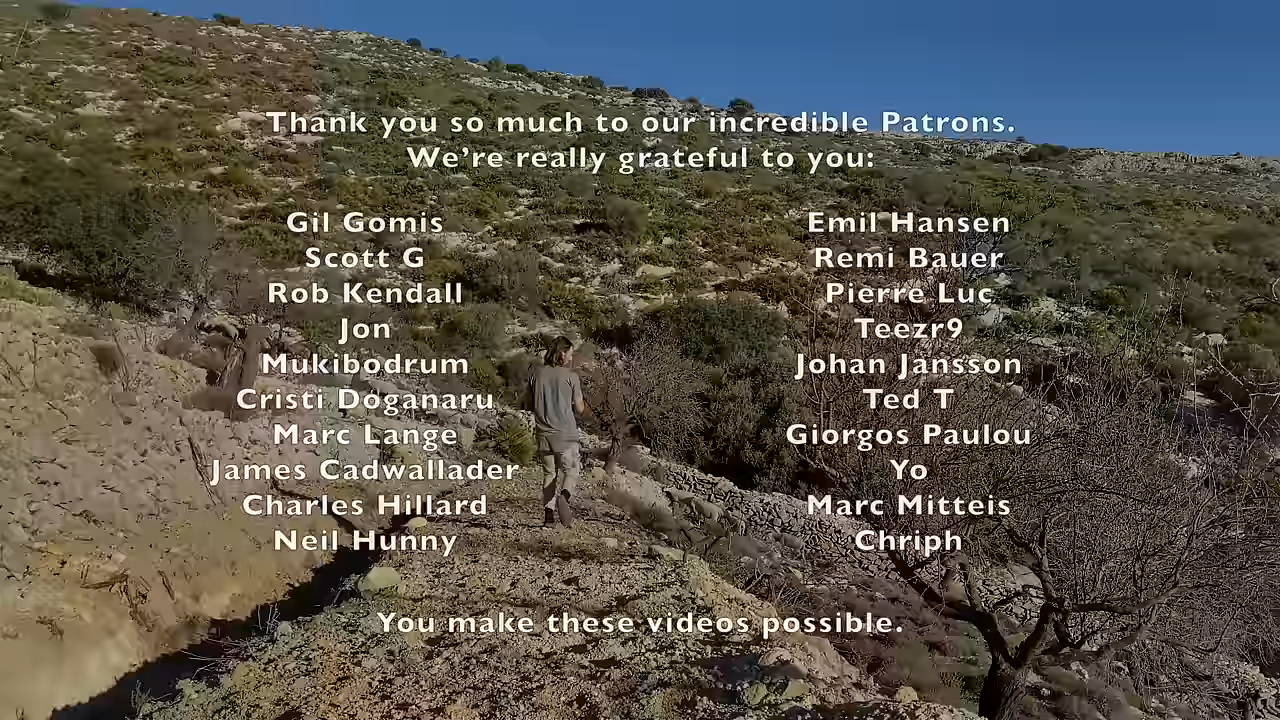 Thank you so much to our incredible Patrons.
We're really grateful to you:
Gil Gomis
Scott G
Rob Kendall
Jon
Mukibodrum
Cristi Doganaru
Marc Lange
James Cadwallader
Charles Hillard
Neil Hunny
Emil Hansen
Remi Bauer
Pierre Luc
Teezr9
Johan Jansson
Ted T
Giorgos Paulou
Yo
Marc Mitteis
Chriph
You make these videos possible.